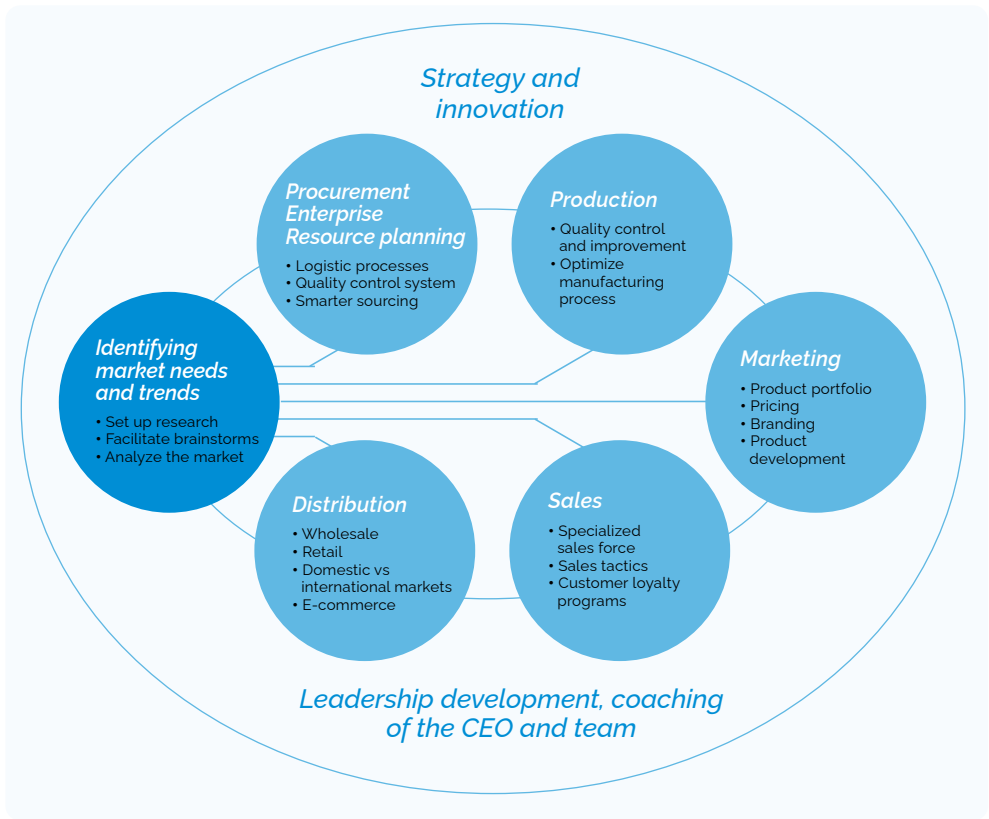 Strategy and
innovation
Procurement
Enterprise
Resource planning
• Logistic processes
• Quality control system
• Smarter sourcing
Production
• Quality control
and improvement
• Optimize
manufacturing
process
Identifying
market needs
and trends
• Set up research
• Facilitate brainstorms
• Analyze the market
Marketing
• Product portfolio
• Pricing
• Branding
• Product
development
Distribution
• Wholesale
• Retail
• Domestic vs
international markets
• E-commerce
Sales
• Specialized
sales force
• Sales tactics
• Customer loyalty
programs
Leadership development, coaching
of the CEO and team